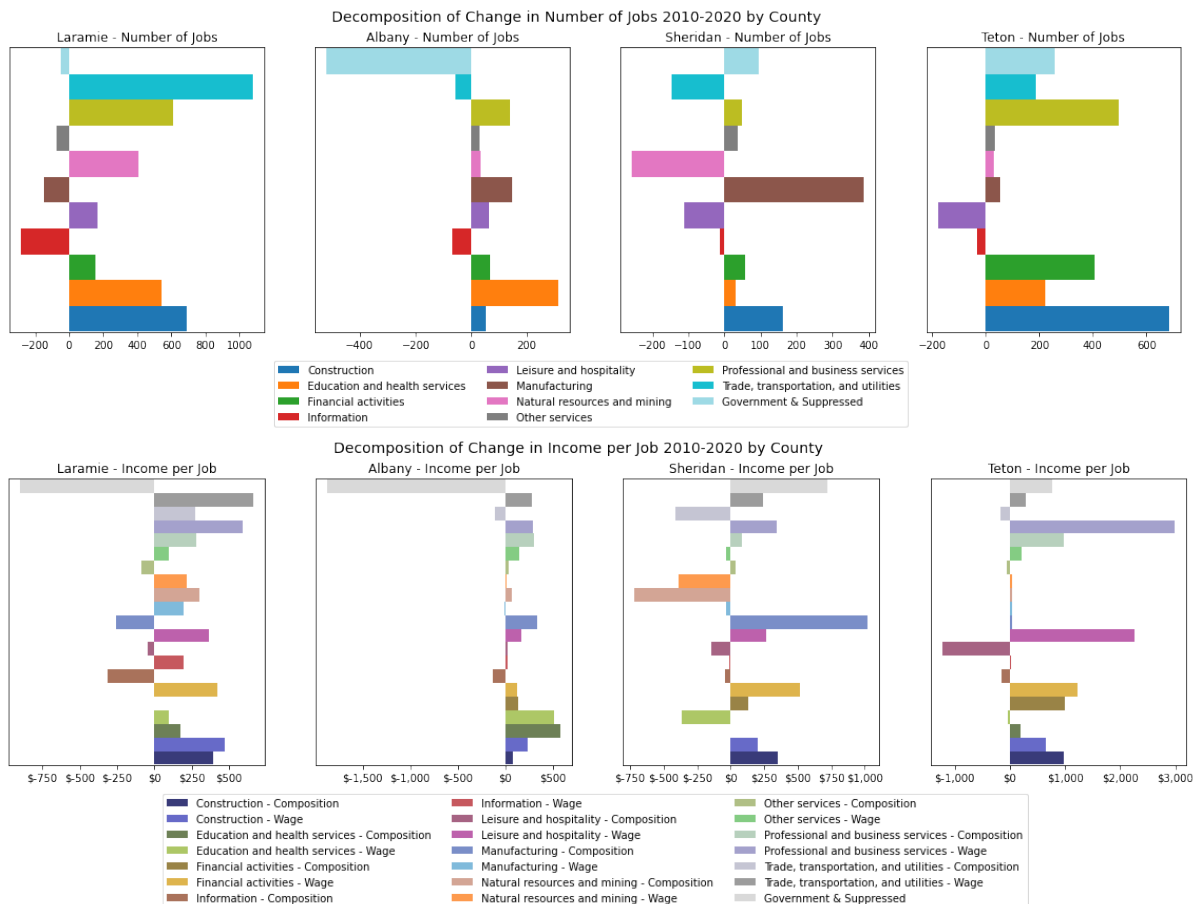 Decomposition of Change in Number of Jobs 2010-2020 by County
Laramie - Number of Jobs
Albany - Number of Jobs
Sheridan - Number of Jobs
Teton - Number of Jobs
−200 0 200 400 600 800 1000
−400 −200 0 200
−200 −100 0 100 200 300 400
−200 0 200 400 600
Construction
Education and health services
Financial activities
Information
Leisure and hospitality
Manufacturing
Natural resources and mining
Other services
Professional and business services
Trade, transportation, and utilities
Government & Suppressed
Decomposition of Change in Income per Job 2010-2020 by County
Laramie - Income per Job
Albany - Income per Job
Sheridan - Income per Job
Teton - Income per Job
$-750 $-250 $0 $500
$-1,500 $-1,000 $-500 $0 $500
$-750 $-500 $-250 $0 $250 $500 $750 $1,000
$-1,000 $0 $1,000 $2,000 $3,000
Construction - Composition
Construction - Wage
Education and health services - Composition
Education and health services - Wage
Financial activities - Composition
Financial activities - Wage
Information - Composition
Information - Wage
Leisure and hospitality - Composition
Leisure and hospitality - Wage
Manufacturing - Composition
Manufacturing - Wage
Natural resources and mining - Composition
Natural resources and mining - Wage
Other services - Composition
Other services - Wage
Professional and business services - Composition
Professional and business services - Wage
Trade, transportation, and utilities - Composition
Trade, transportation, and utilities - Wage
Government & Suppressed